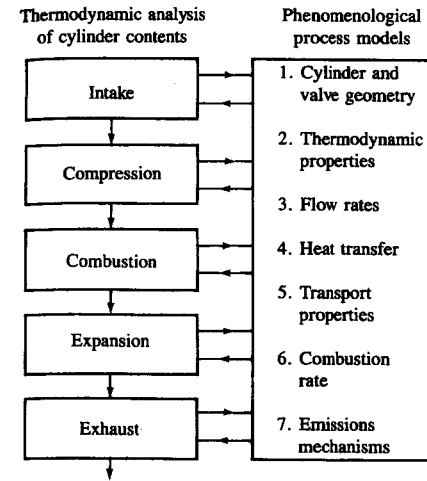 Thermodynamic analysis
of cylinder contents
Intake
Compression
Combustion
Expansion
Exhaust
Phenomenological
process models
1. Cylinder and
valve geometry
2. Thermodynamic
properties
3. Flow rates
4. Heat transfer
5. Transport
properties
6. Combustion
rate
7. Emissions
mechanisms